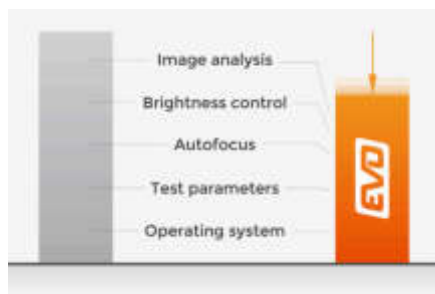 Image analysis
Brightness control
Autofocus
Test parameters
Operating system
EVO